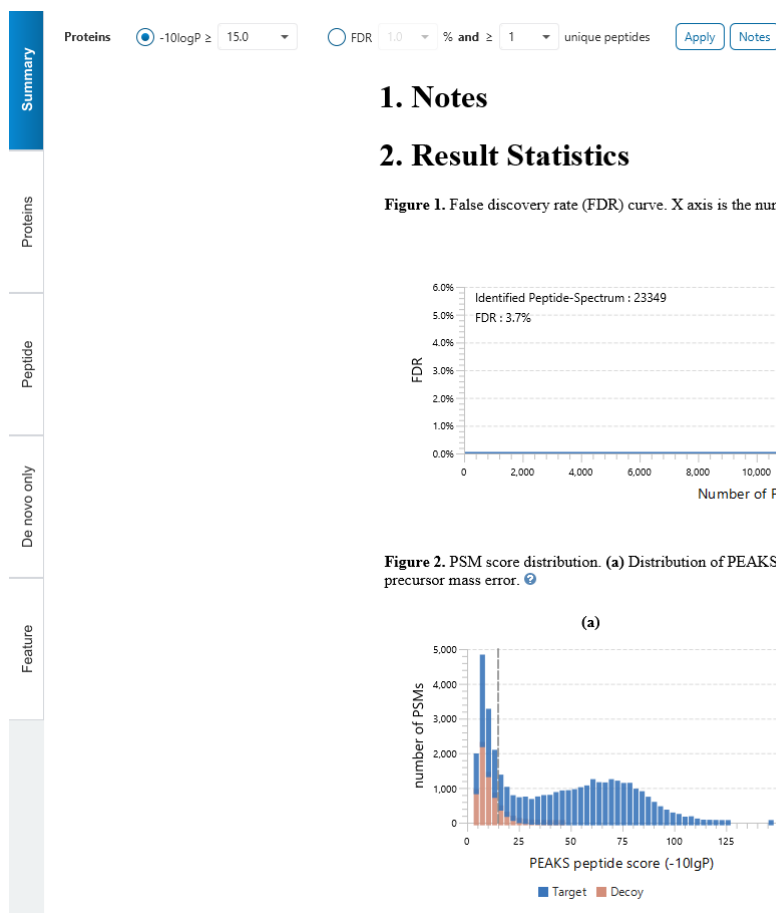 Proteins -10logP ≥ 15.0 FDR 1.0 % and ≥ 1 unique peptides Apply Notes
Summary
Proteins
Peptide
De novo only
Feature
1. Notes
2. Result Statistics
Figure 1. False discovery rate (FDR) curve. X axis is the
Identified Peptide-Spectrum : 23349
FDR : 3.7%
6.0%
5.0%
4.0%
3.0%
2.0%
1.0%
0.0%
FDR
0 2,000 4,000 6,000 8,000 10,000
Number of
Figure 2. PSM score distribution. (a) Distribution of PEAKS
precursor mass error. ?
(a)
5,000
4,000
3,000
2,000
1,000
0
number of PSMs
0 25 50 75 100 125
PEAKS peptide score (-10lgP)
Target Decoy